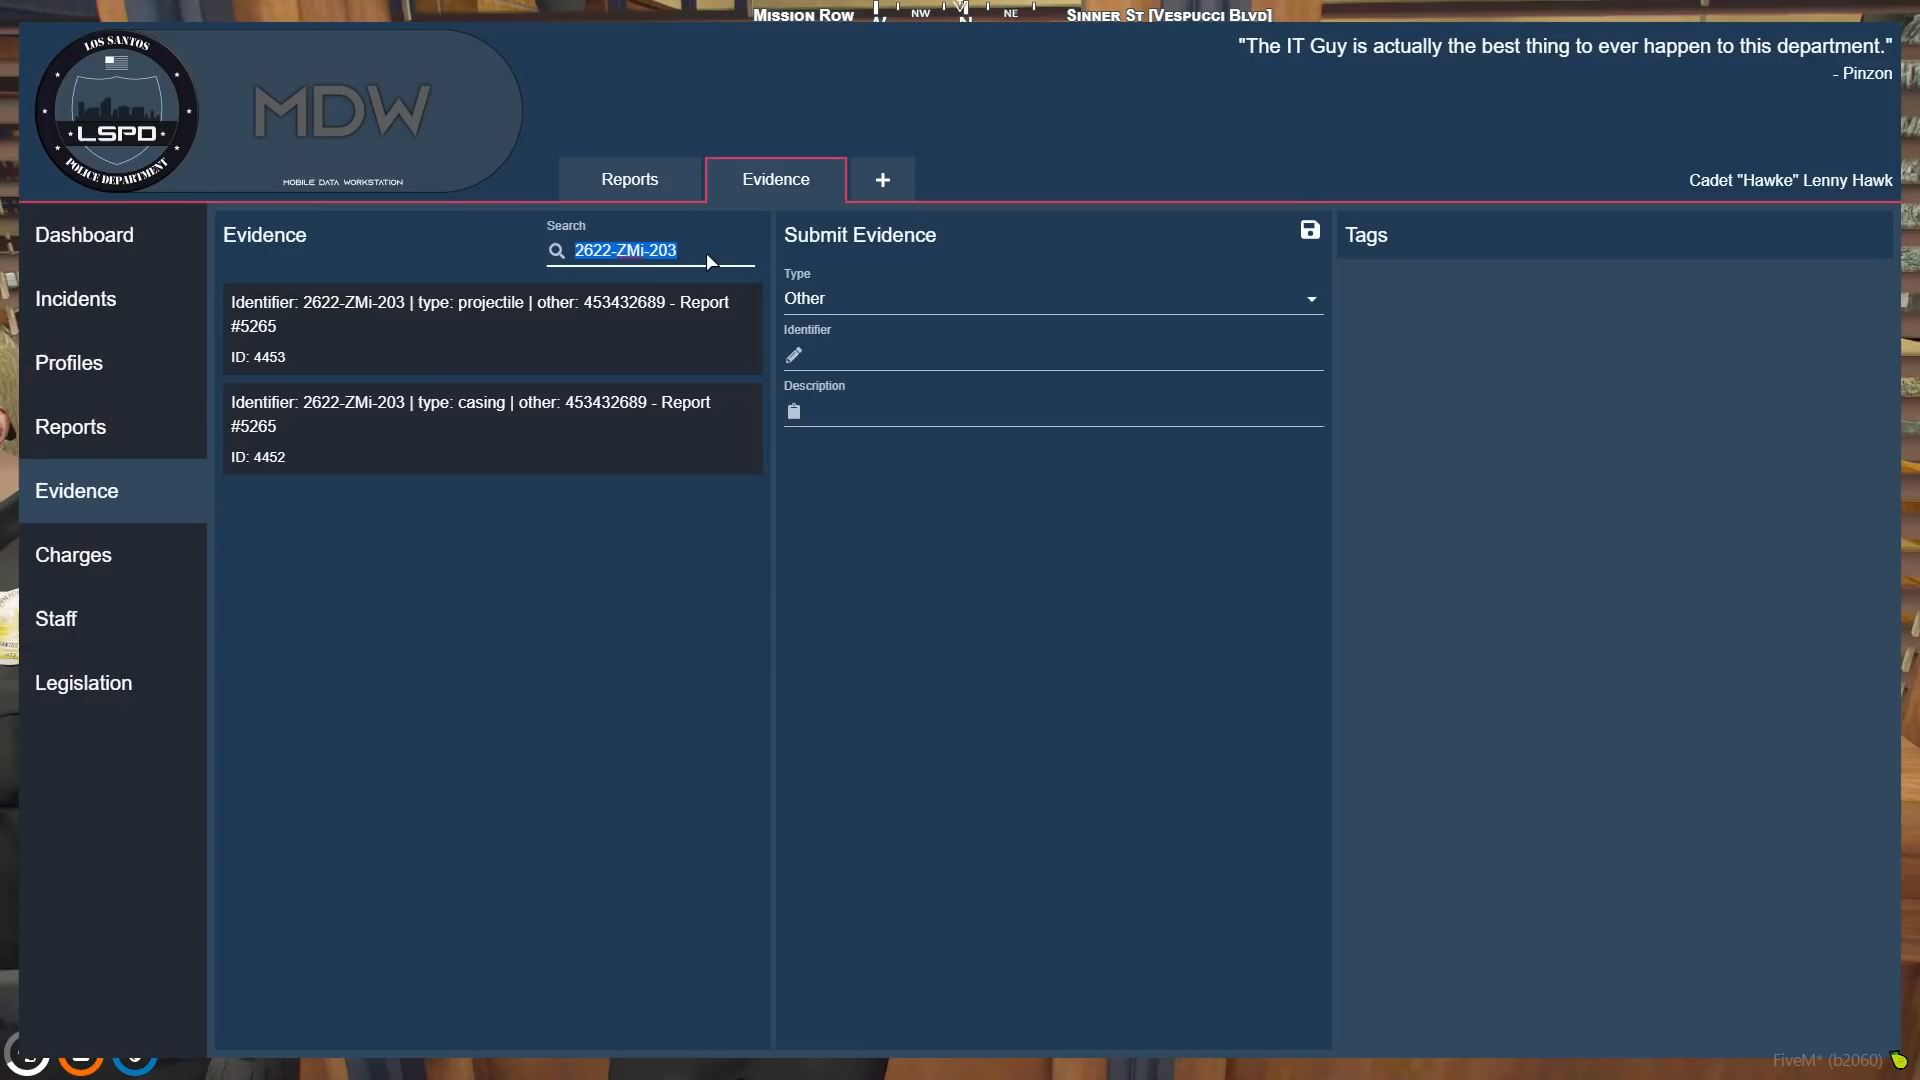 Mission Row
NW
N
NE
Sinner St [Vespucci Blvd]
LOS SANTOS
LSPD
POLICE DEPARTMENT
MDW
MOBILE DATA WORKSTATION
"The IT Guy is actually the best thing to ever happen to this department."
- Pinzon
Reports
Evidence
+
Cadet "Hawke" Lenny Hawk
Dashboard
Incidents
Profiles
Reports
Evidence
Charges
Staff
Legislation
Evidence
Search
2622-ZMi-203
Identifier: 2622-ZMi-203 | type: projectile | other: 453432689 - Report
#5265
ID: 4453
Identifier: 2622-ZMi-203 | type: casing | other: 453432689 - Report
#5265
ID: 4452
Submit Evidence
Type
Other
Identifier
Description
Tags
FiveM* (b2060)